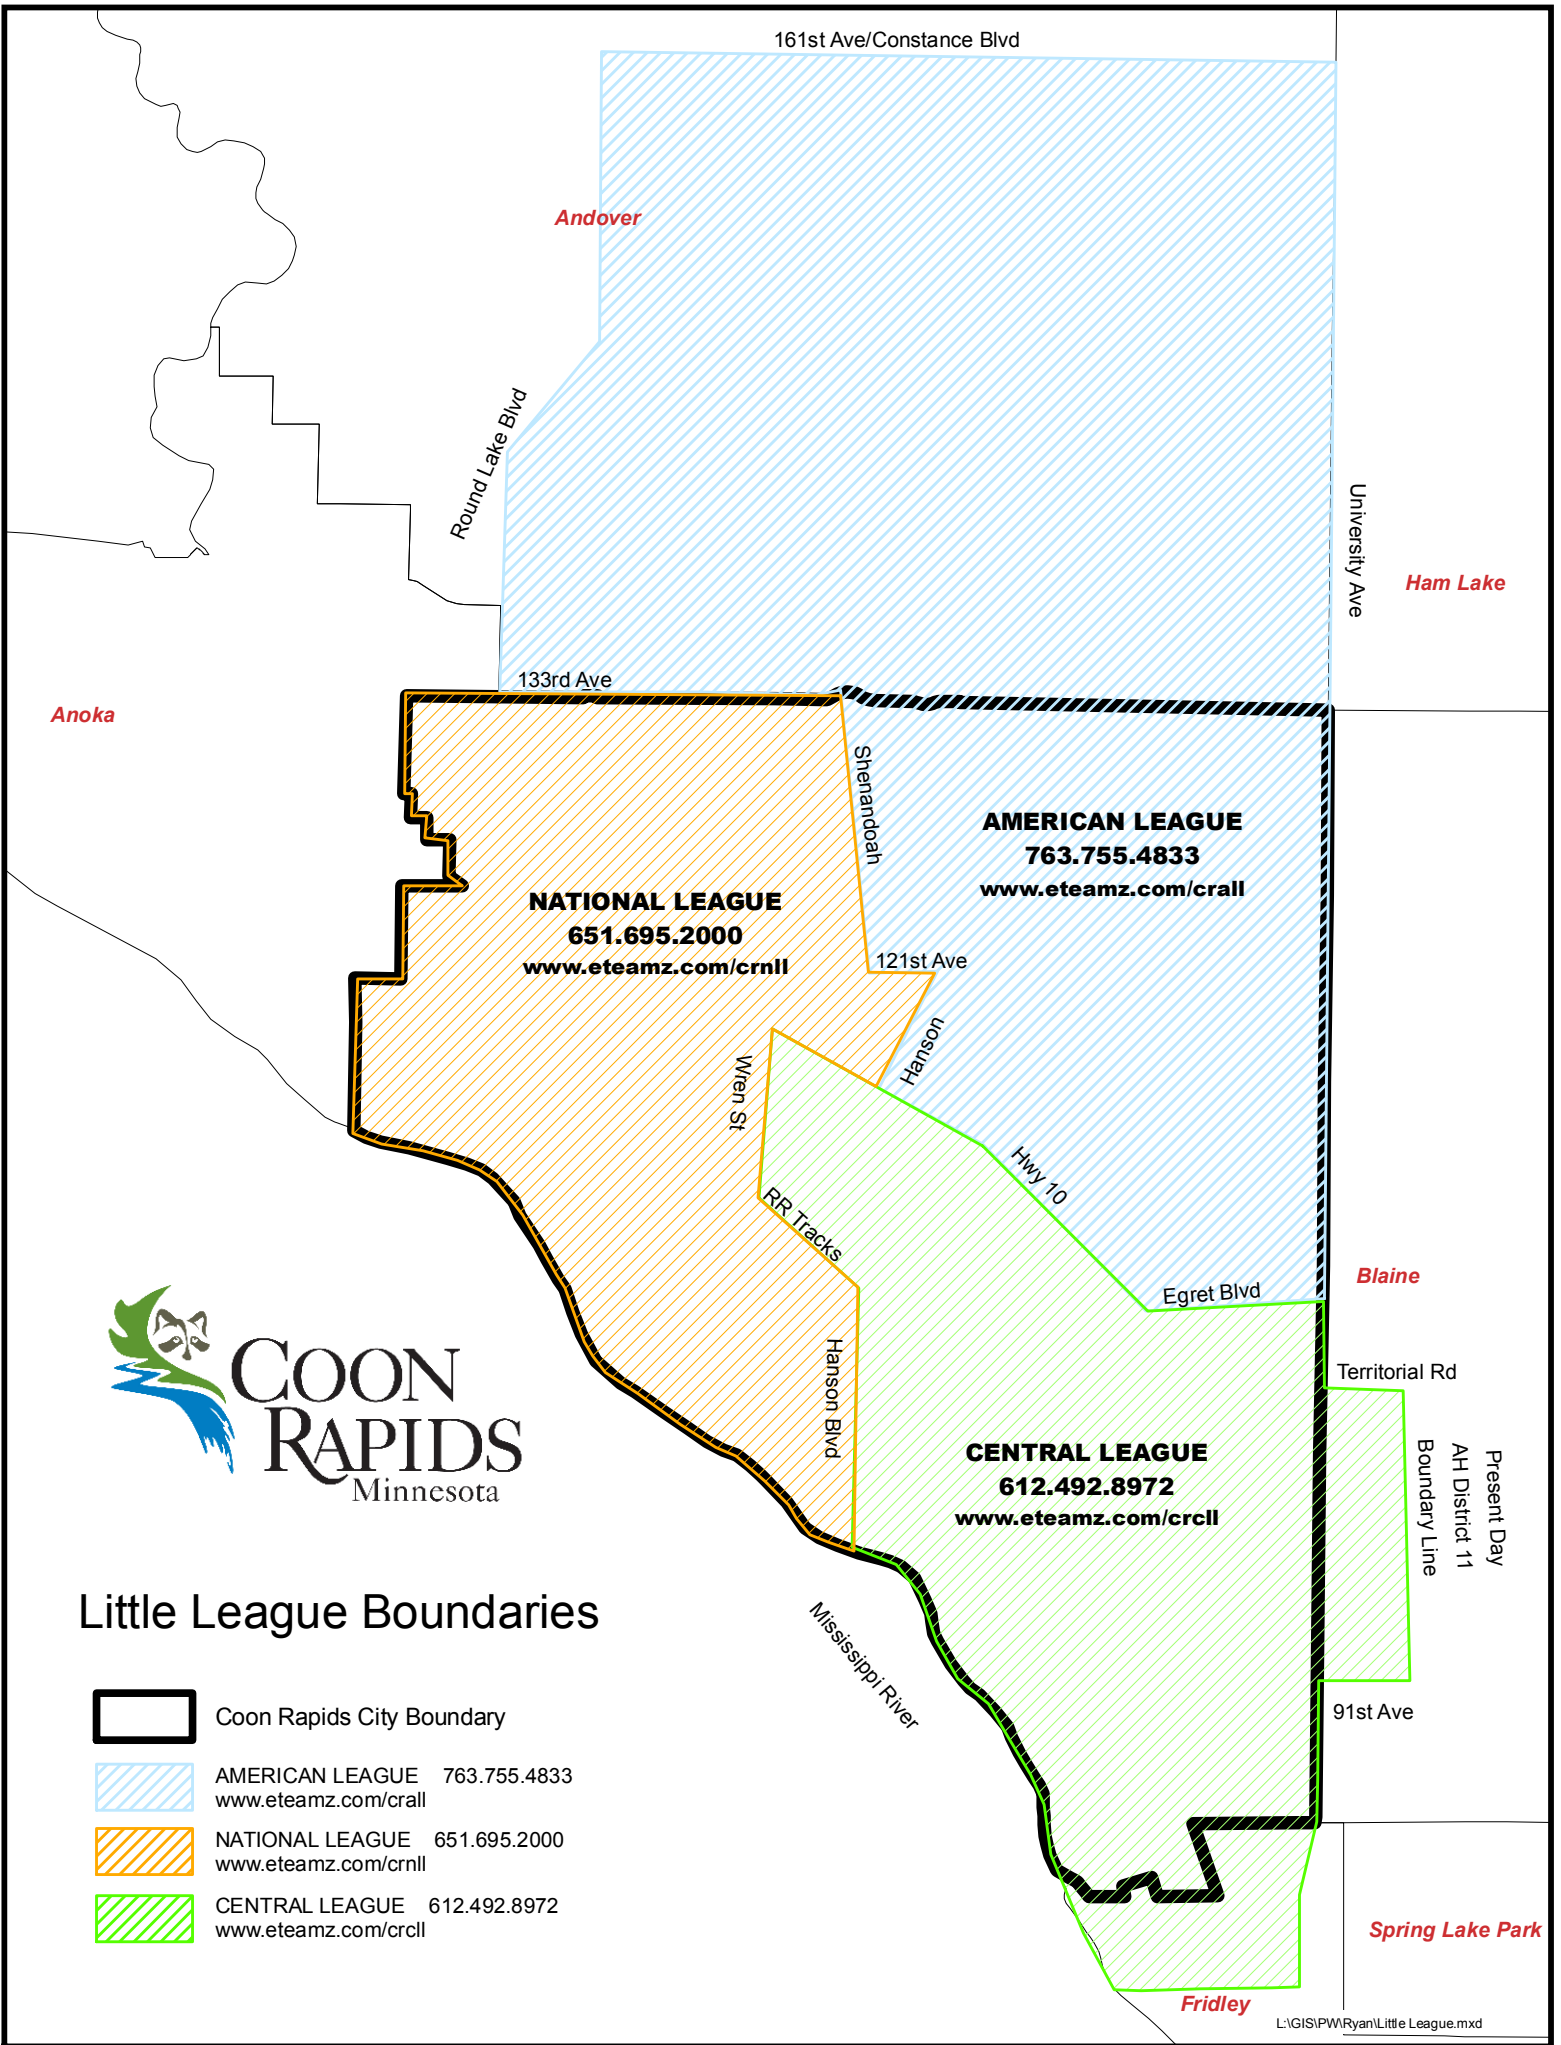 161st Ave/Constance Blvd
Andover
Round Lake Blvd
University Ave
Ham Lake
133rd Ave
Anoka
Shenandoah
AMERICAN LEAGUE
763.755.4833
www.eteamz.com/crall
NATIONAL LEAGUE
651.695.2000
www.eteamz.com/crnll
121st Ave
Hanson
Wren St
Hwy 10
RR Tracks
Egret Blvd
Blaine
Territorial Rd
Hanson Blvd
COON
RAPIDS
Minnesota
CENTRAL LEAGUE
612.492.8972
www.eteamz.com/crcll
Present Day
AH District 11
Boundary Line
Mississippi River
91st Ave
Little League Boundaries
Coon Rapids City Boundary
AMERICAN LEAGUE 763.755.4833
www.eteamz.com/crall
NATIONAL LEAGUE 651.695.2000
www.eteamz.com/crnll
CENTRAL LEAGUE 612.492.8972
www.eteamz.com/crcll
Spring Lake Park
Fridley
L:\GIS\PW\Ryan\Little League.mxd